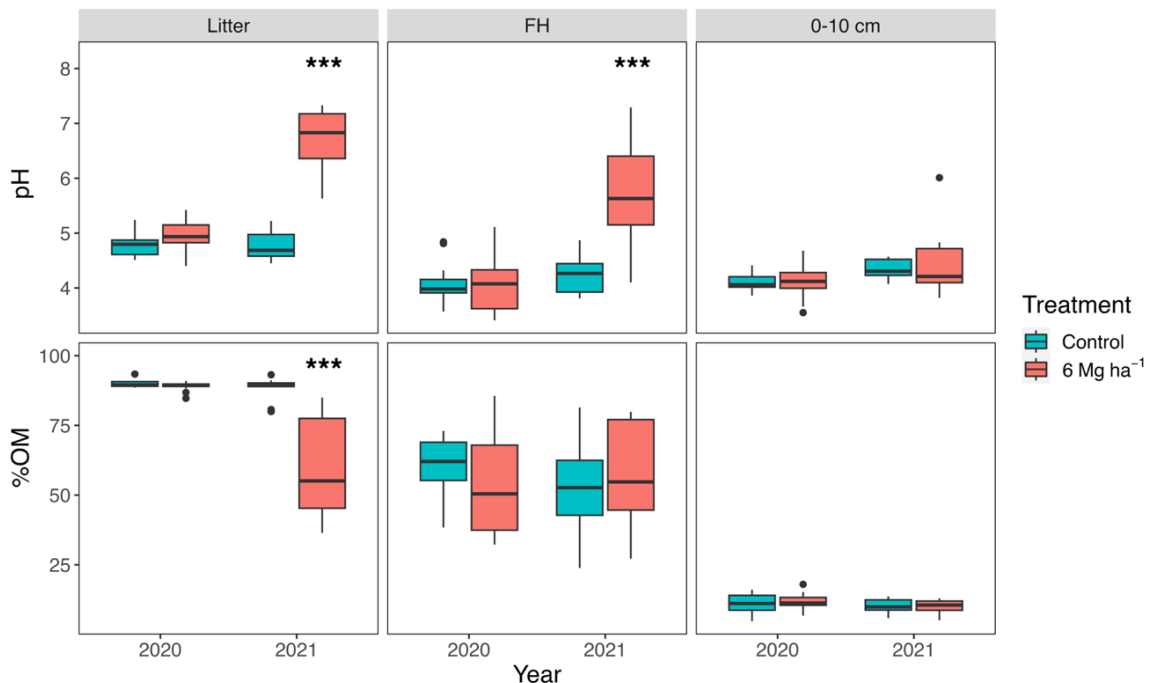 Litter FH 0-10 cm
*** ***
8
7
6
5
4
pH
***
100
75
50
25
%OM
2020 2021 2020 2021 2020 2021
Year
Treatment
Control
6 Mg ha⁻¹